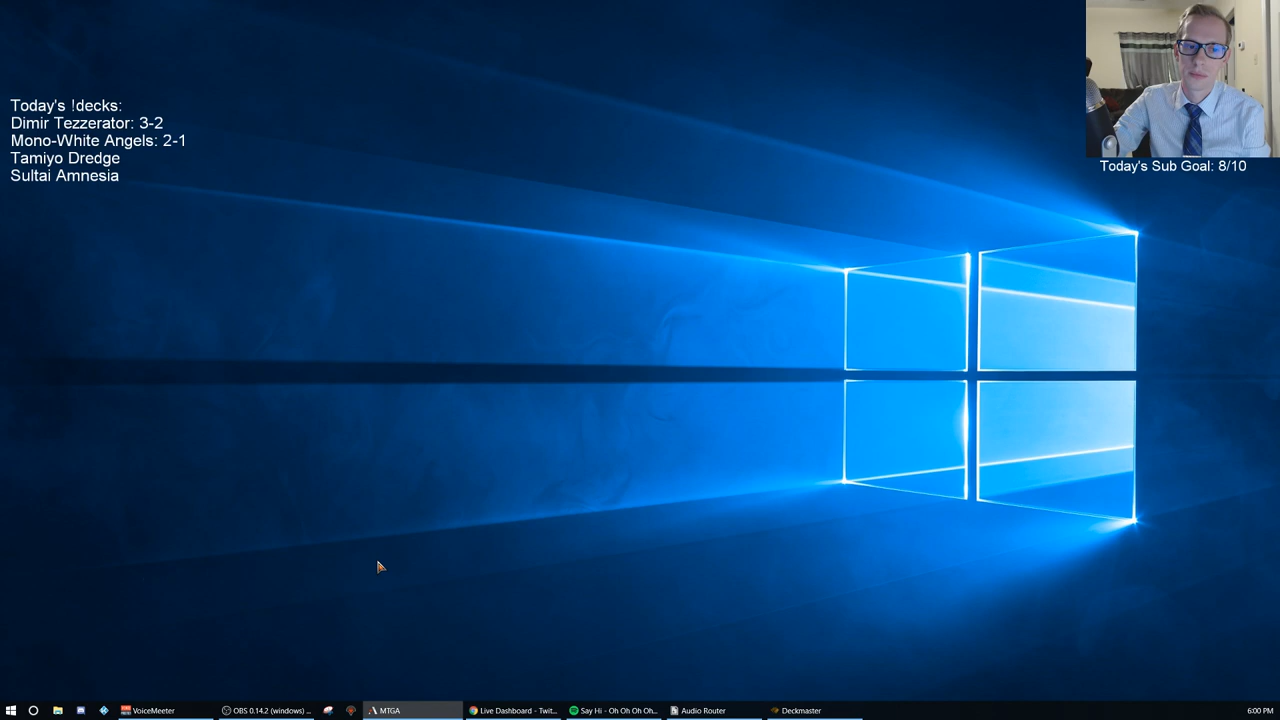 Today's !decks:
Dimir Tezzerator: 3-2
Mono-White Angels: 2-1
Tamiyo Dredge
Sultai Amnesia
Today's Sub Goal: 8/10
VoiceMeeter
OBS 0.14.2 (windows) ...
MTGA
Live Dashboard - Twit...
Say Hi - Oh Oh Oh Oh...
Audio Router
Deckmaster
6:00 PM